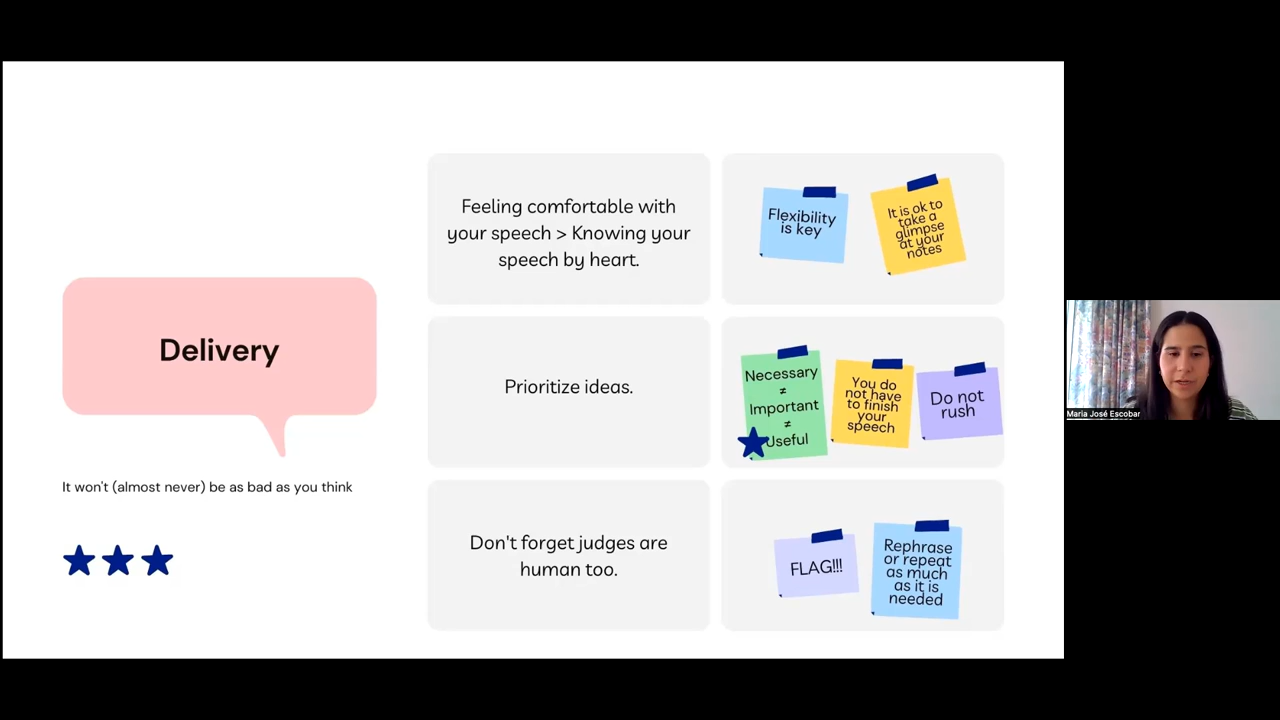 Delivery
It won't (almost never) be as bad as you think
Feeling comfortable with
your speech > Knowing your
speech by heart.
Flexibility
is key
It is ok to
take a
glimpse
at your
notes
Prioritize ideas.
Necessary
≠
Important
≠
Useful
You do
not have
to finish
your
speech
Do not
rush
Don't forget judges are
human too.
FLAG!!!
Rephrase
or repeat
as much
as it is
needed
María José Escobar